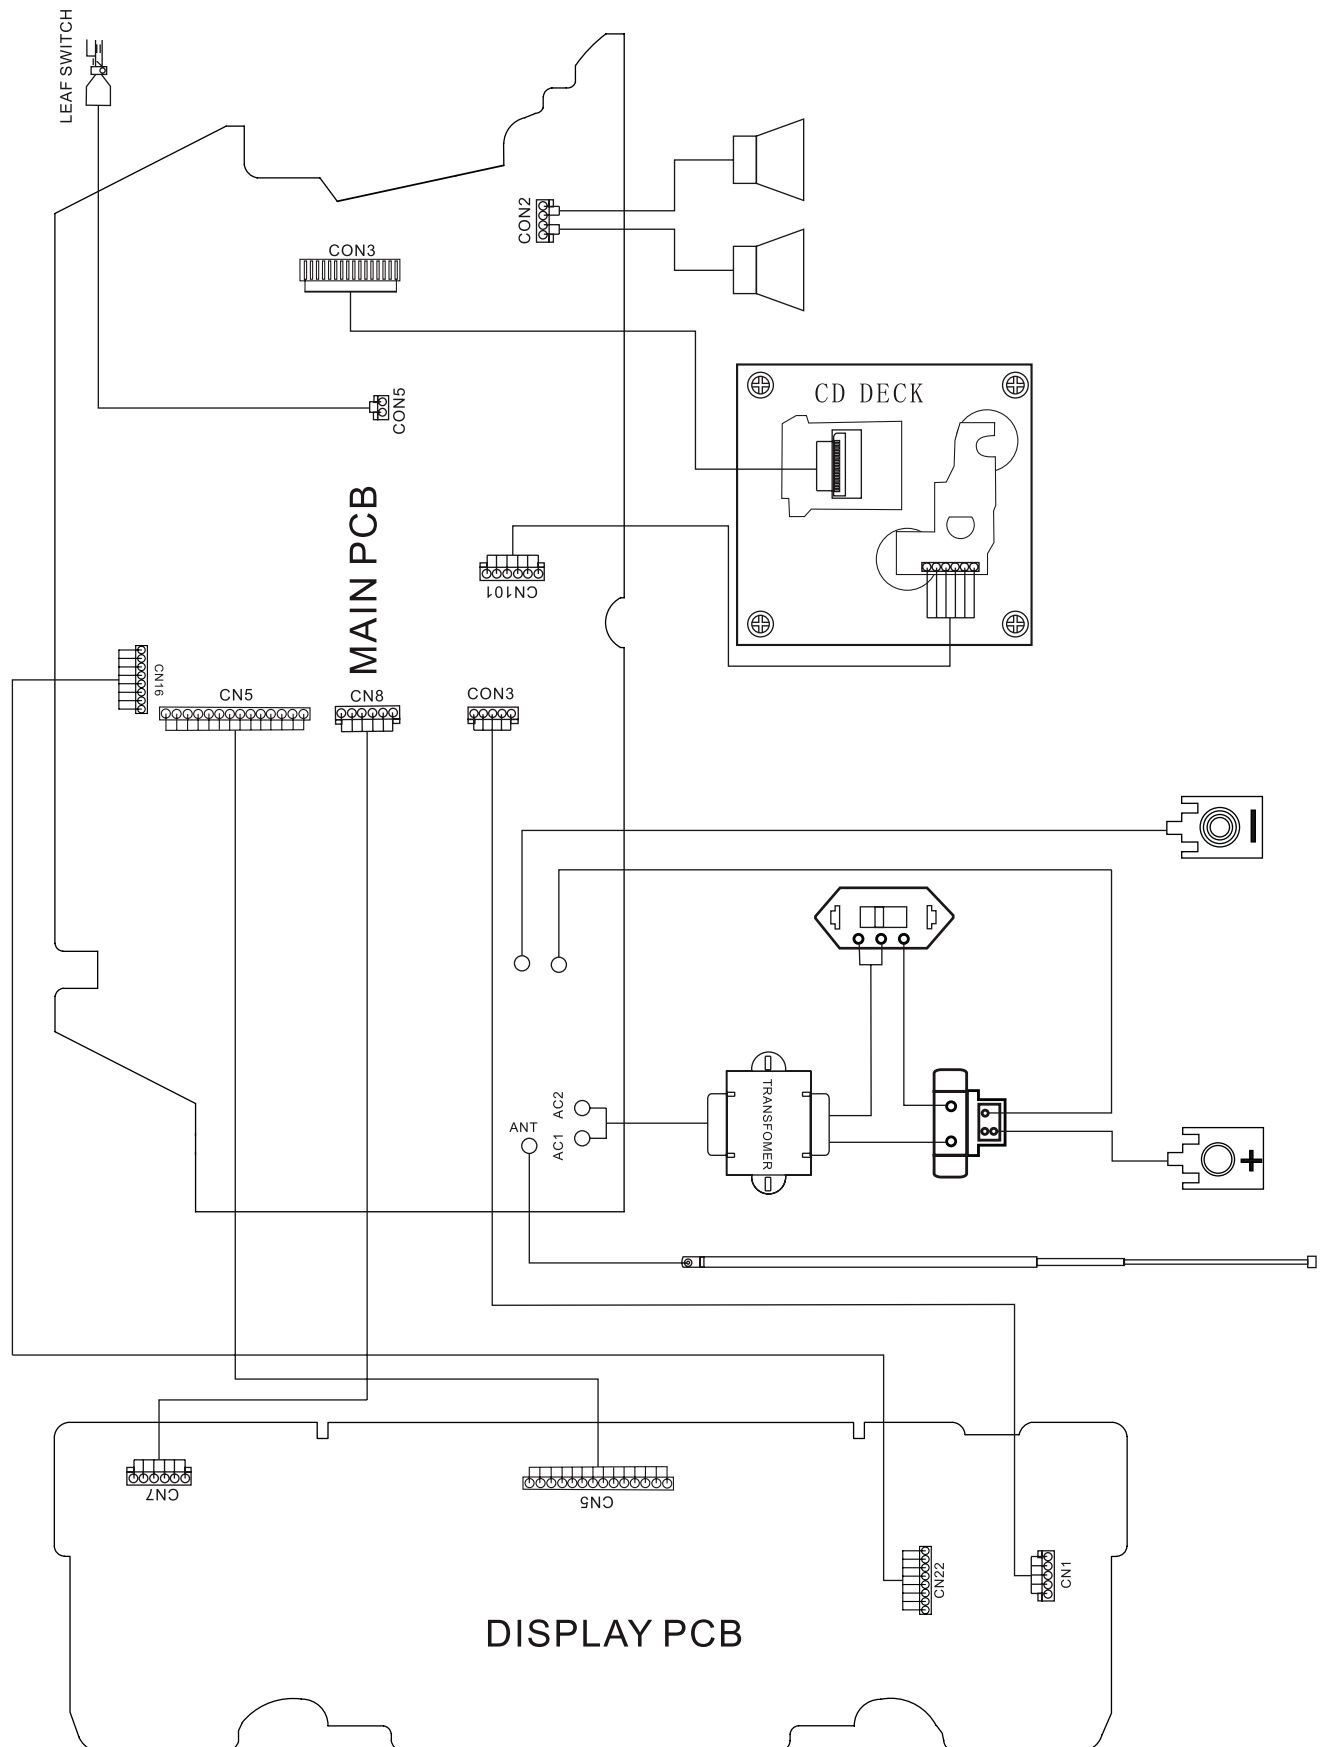 LEAF SWITCH
CON2
CON3
CD DECK
CON5
MAIN PCB
CN101
CN16
CN5
CN8
CON3
TRANSFOMER
AC2
ANT
AC1
+
CN7
CN5
CN22
CN1
DISPLAY PCB